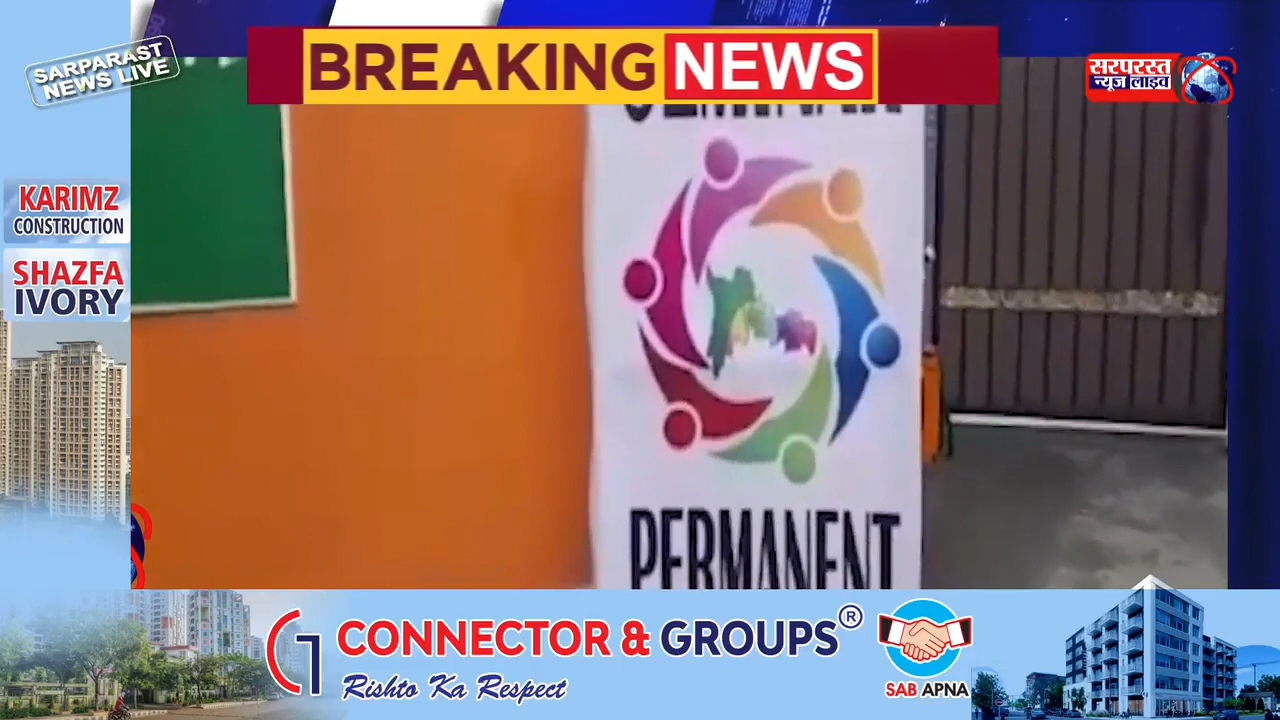 SARPARAST
NEWS LIVE
BREAKING NEWS
सरपरस्त
न्यूज लाइव
KARIMZ
CONSTRUCTION
SHAZFA
IVORY
PERMANENT
CONNECTOR & GROUPS®
Rishto Ka Respect
SAB APNA